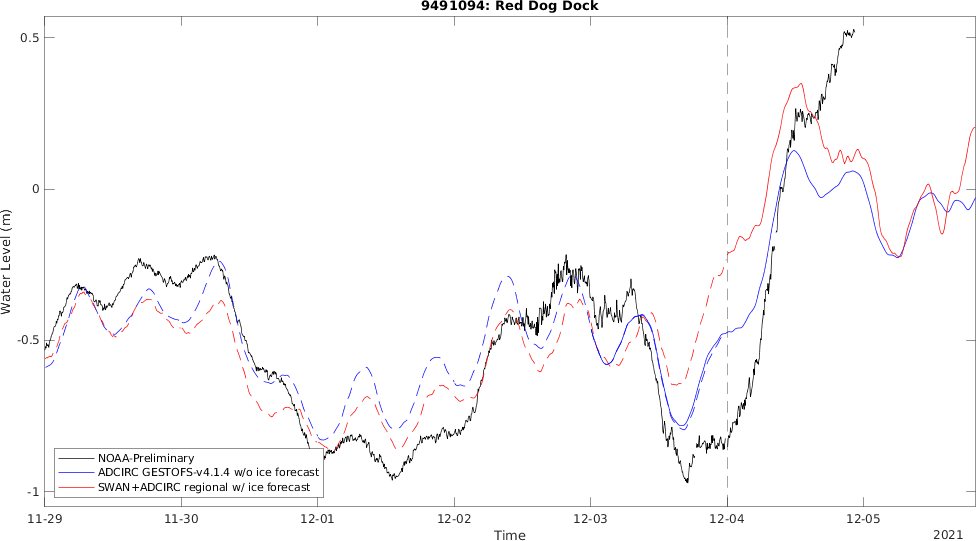 9491094: Red Dog Dock
Water Level (m)
0.5
0
-0.5
-1
NOAA-Preliminary
ADCIRC GESTOFS-v4.1.4 w/o ice forecast
SWAN+ADCIRC regional w/ ice forecast
11-29 11-30 12-01 12-02 12-03 12-04 12-05
Time
2021